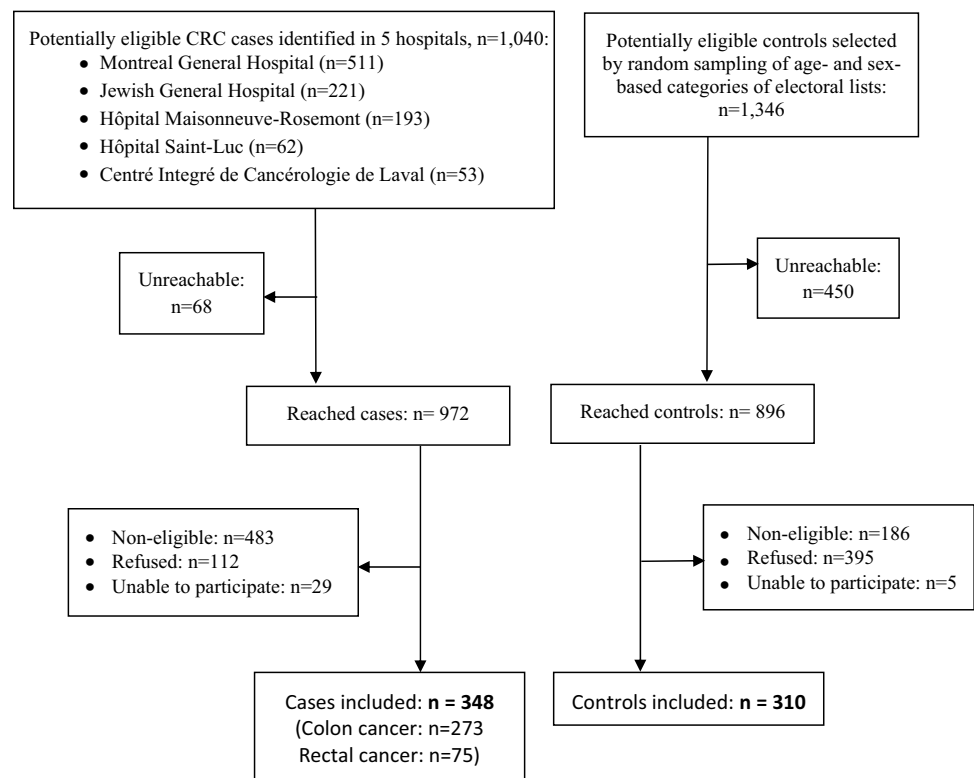 Potentially eligible CRC cases identified in 5 hospitals, n=1,040:
• Montreal General Hospital (n=511)
• Jewish General Hospital (n=221)
• Hôpital Maisonneuve-Rosemont (n=193)
• Hôpital Saint-Luc (n=62)
• Centré Integré de Cancérologie de Laval (n=53)
Potentially eligible controls selected
by random sampling of age- and sex-
based categories of electoral lists:
n=1,346
Unreachable:
n=68
Unreachable:
n=450
Reached cases: n= 972
Reached controls: n= 896
• Non-eligible: n=483
• Refused: n=112
• Unable to participate: n=29
• Non-eligible: n=186
• Refused: n=395
• Unable to participate: n=5
Cases included: n = 348
(Colon cancer: n=273
Rectal cancer: n=75)
Controls included: n = 310